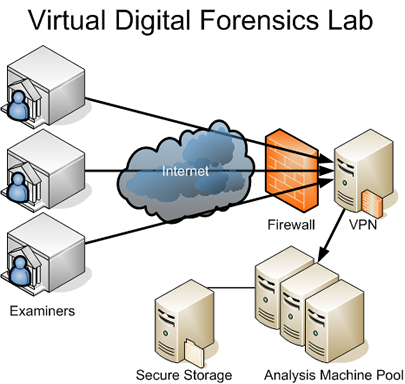 Virtual Digital Forensics Lab
Internet
Firewall
VPN
Examiners
Secure Storage
Analysis Machine Pool